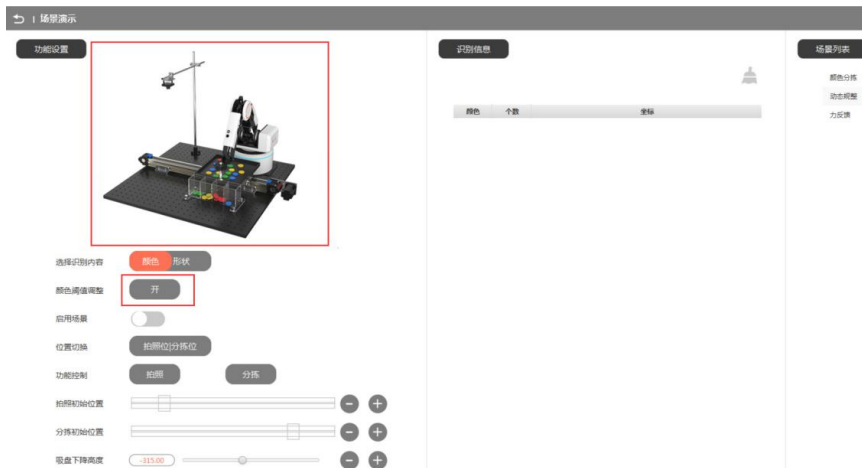 场景演示
功能设置
识别信息
场景列表
颜色 个数 坐标
颜色分拣
动态调整
力反馈
选择识别内容 颜色 形状
颜色阈值调整 开
启用场景
位置切换 拍照位|分拣位
功能控制 拍照 分拣
拍照初始位置
分拣初始位置
吸盘下降高度 -315.00